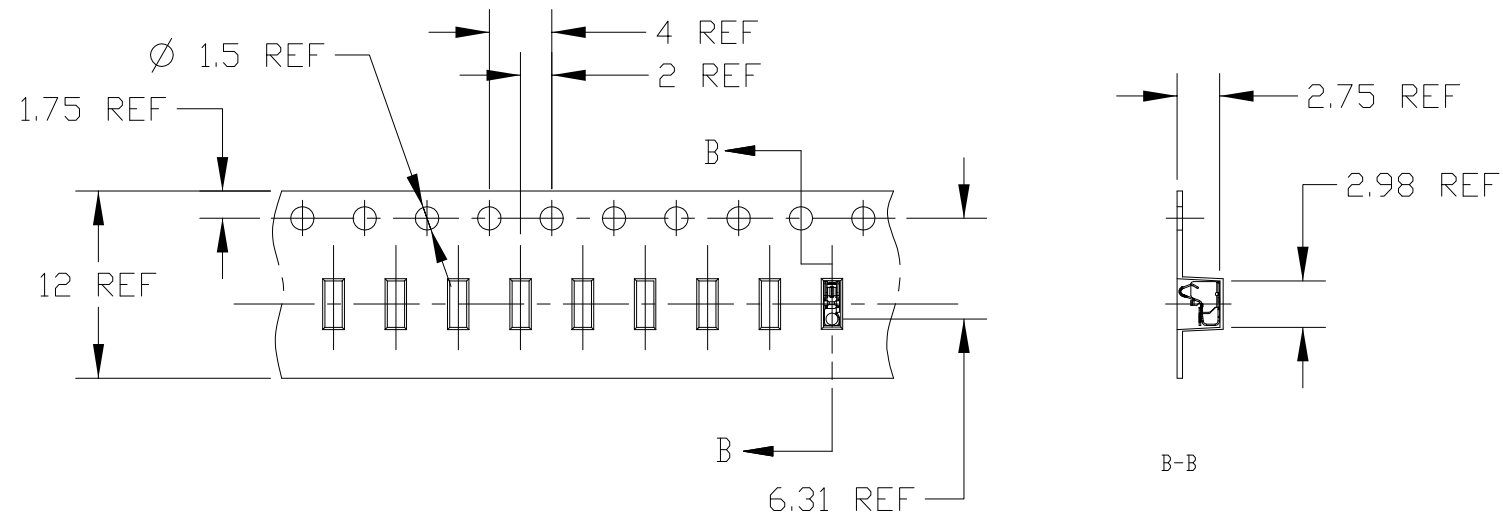 4 REF
Ø 1.5 REF
2 REF
1.75 REF
2.75 REF
B
2.98 REF
12 REF
B
B-B
6.31 REF